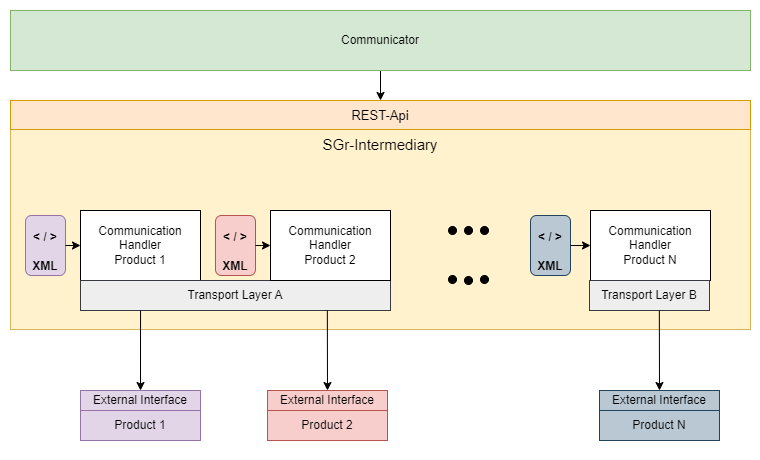 Communicator
REST-Api
SGr-Intermediary
< / >
XML
Communication
Handler
Product 1
< / >
XML
Communication
Handler
Product 2
< / >
XML
Communication
Handler
Product N
Transport Layer A
Transport Layer B
External Interface
Product 1
External Interface
Product 2
External Interface
Product N